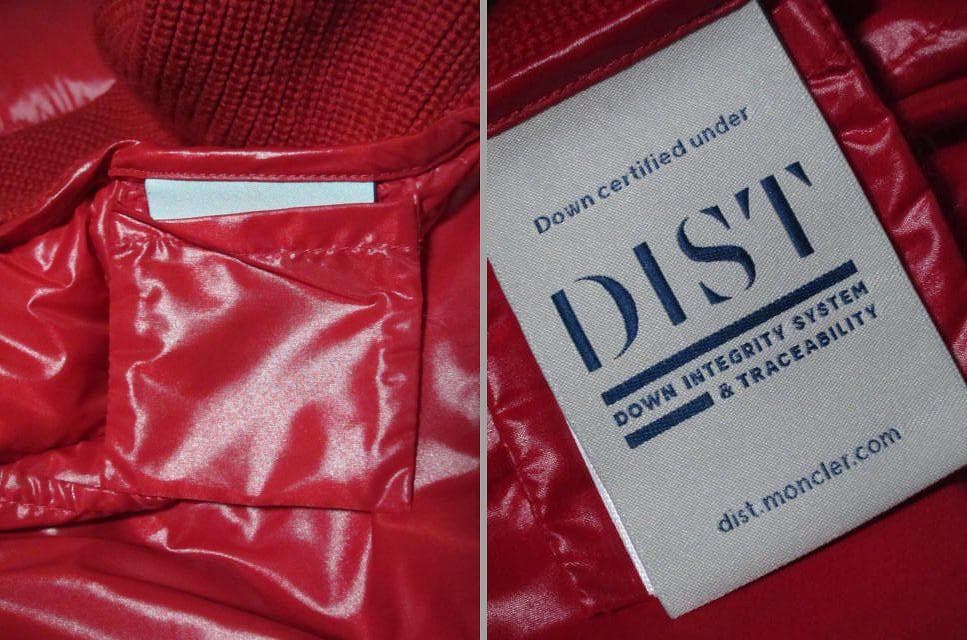 Down certified under
DIST
DOWN INTEGRITY SYSTEM
& TRACEABILITY
dist.moncler.com